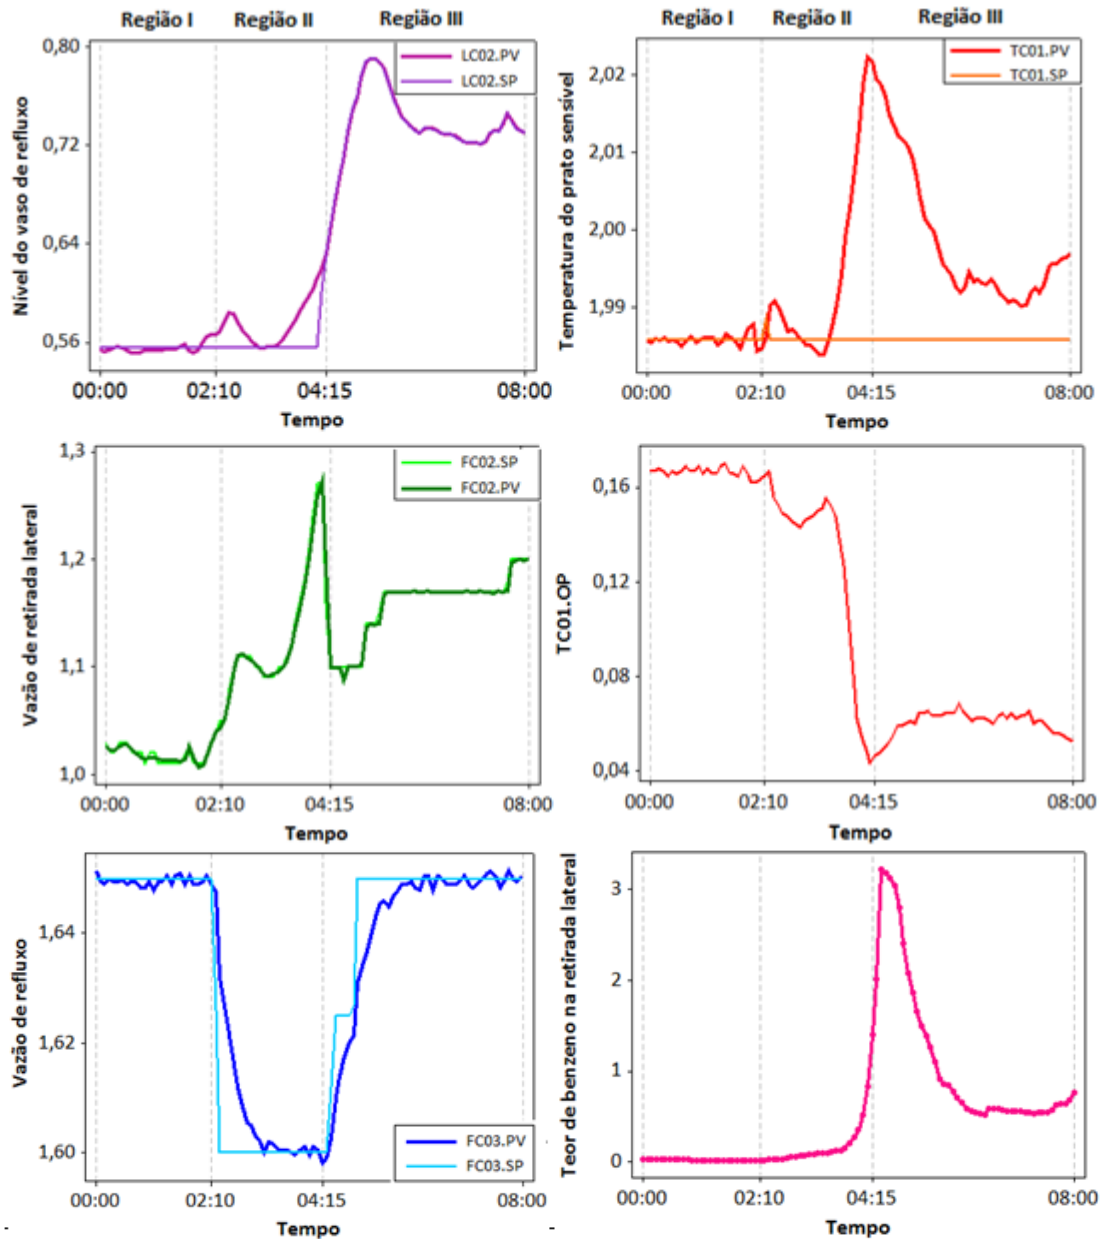 Região I Região II Região III
Nível do vaso de refluxo
0,80
0,72
0,64
0,56
LC02.PV
LC02.SP
00:00 02:10 04:15 08:00
Tempo
Região I Região II Região III
Temperatura do prato sensível
2,02
2,01
2,00
1,99
TC01.PV
TC01.SP
00:00 02:10 04:15 08:00
Tempo
Vazão de retirada lateral
1,3
1,2
1,1
1,0
FC02.SP
FC02.PV
00:00 02:10 04:15 08:00
Tempo
TC01.OP
0,16
0,12
0,08
0,04
00:00 02:10 04:15 08:00
Tempo
Vazão de refluxo
1,64
1,62
1,60
FC03.PV
FC03.SP
00:00 02:10 04:15 08:00
Tempo
Teor de benzeno na retirada lateral
3
2
1
0
00:00 02:10 04:15 08:00
Tempo